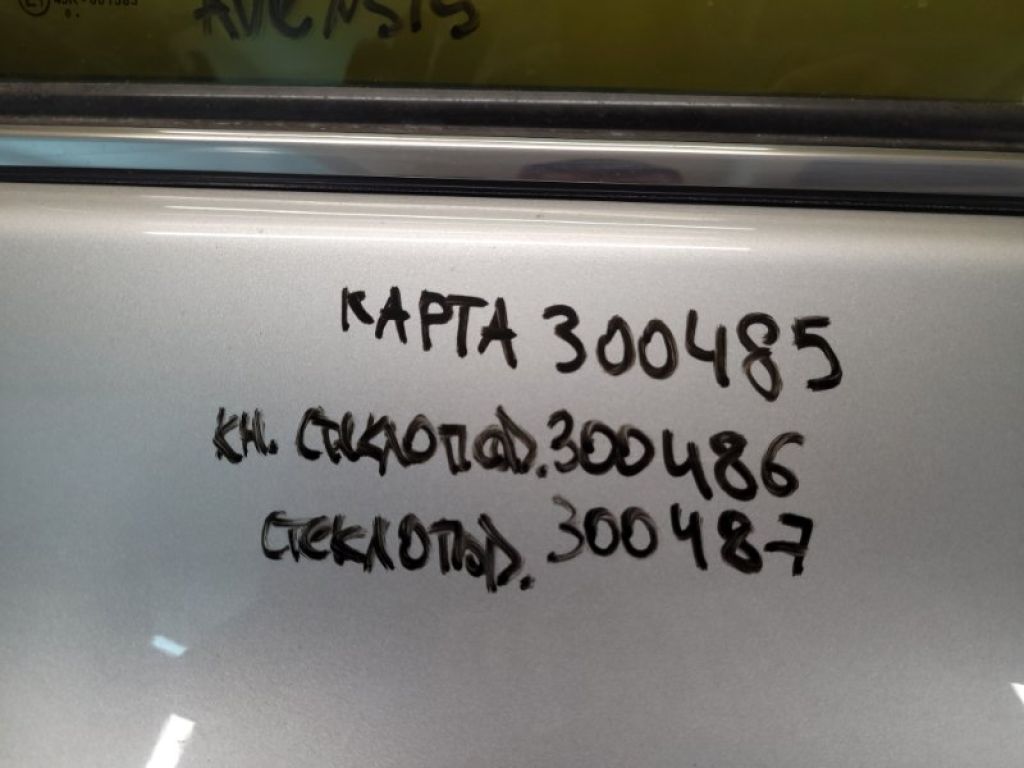 AVENSIS
КАРТА 300485
КН. СТЕКЛОПОД. 300486
СТЕКЛОПОД. 300487